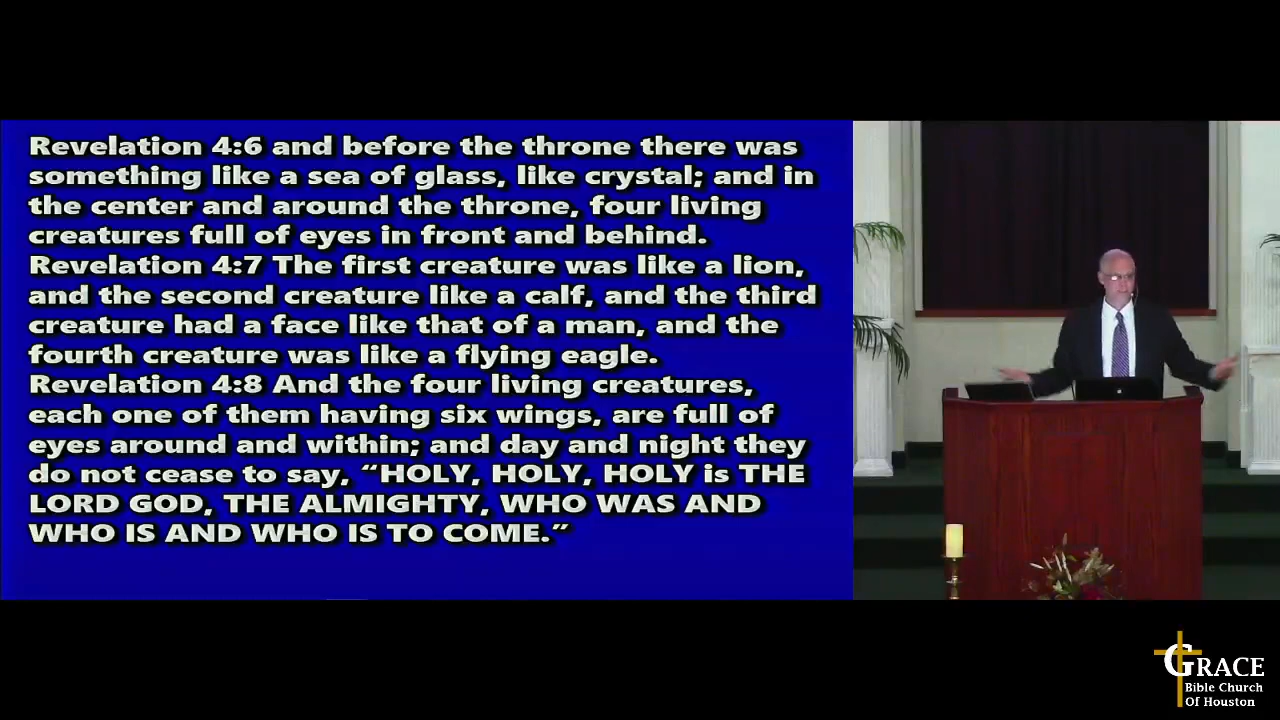 Revelation 4:6 and before the throne there was
something like a sea of glass, like crystal; and in
the center and around the throne, four living
creatures full of eyes in front and behind.
Revelation 4:7 The first creature was like a lion,
and the second creature like a calf, and the third
creature had a face like that of a man, and the
fourth creature was like a flying eagle.
Revelation 4:8 And the four living creatures,
each one of them having six wings, are full of
eyes around and within; and day and night they
do not cease to say, “HOLY, HOLY, HOLY is THE
LORD GOD, THE ALMIGHTY, WHO WAS AND
WHO IS AND WHO IS TO COME.”
GRACE
Bible Church
Of Houston